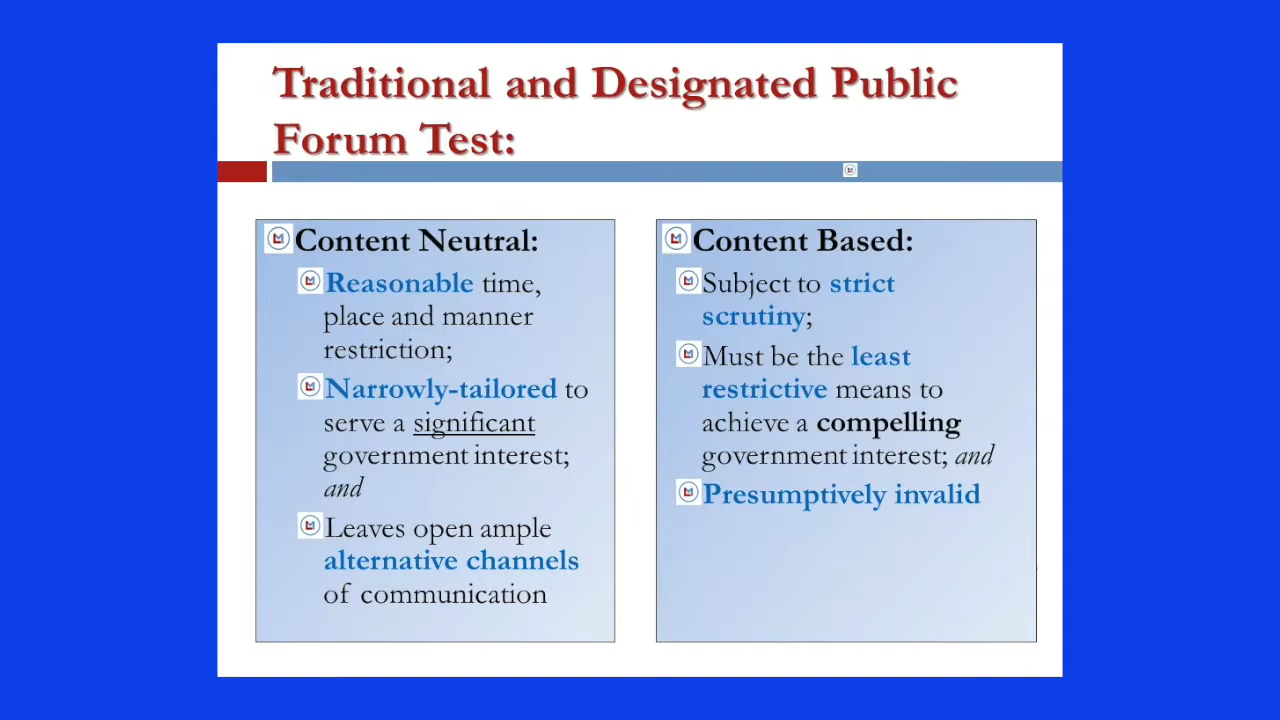 Traditional and Designated Public
Forum Test:
Content Neutral:
Reasonable time,
place and manner
restriction;
Narrowly-tailored to
serve a significant
government interest;
and
Leaves open ample
alternative channels
of communication
Content Based:
Subject to strict
scrutiny;
Must be the least
restrictive means to
achieve a compelling
government interest; and
Presumptively invalid